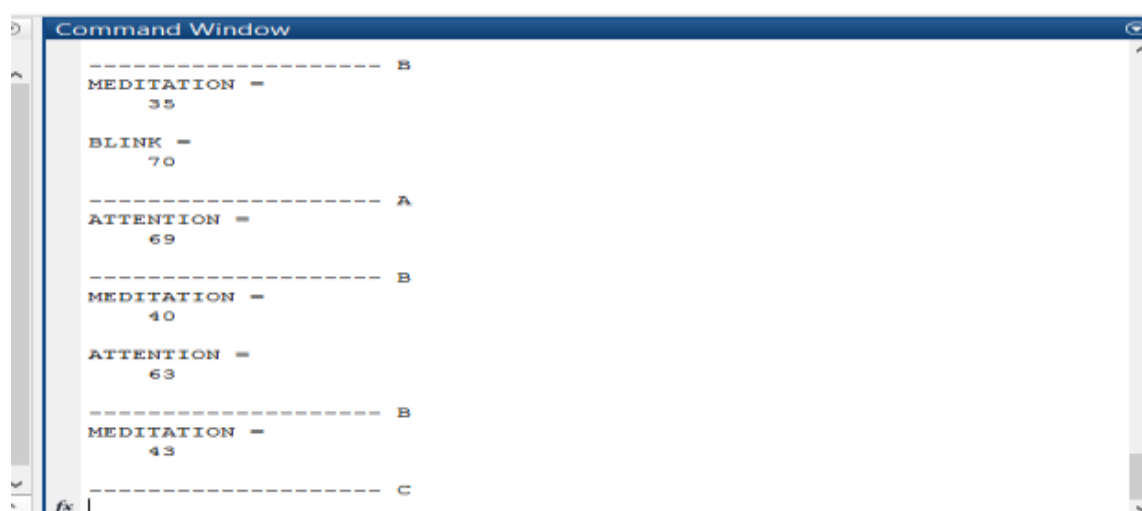 Command Window
-------------------- B
MEDITATION =
35
BLINK =
70
-------------------- A
ATTENTION =
69
-------------------- B
MEDITATION =
40
ATTENTION =
63
-------------------- B
MEDITATION =
43
-------------------- C
fx